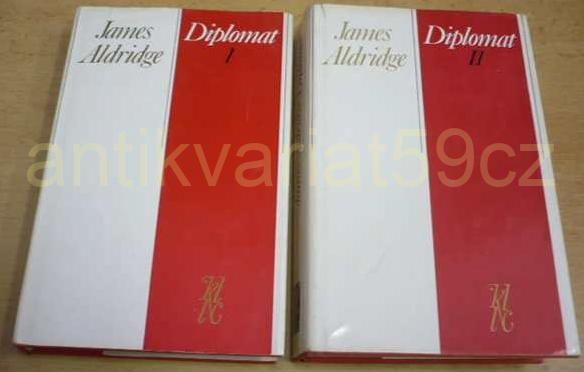 James
Aldridge
Diplomat
I
James
Aldridge
Diplomat
II
antikvariat59cz